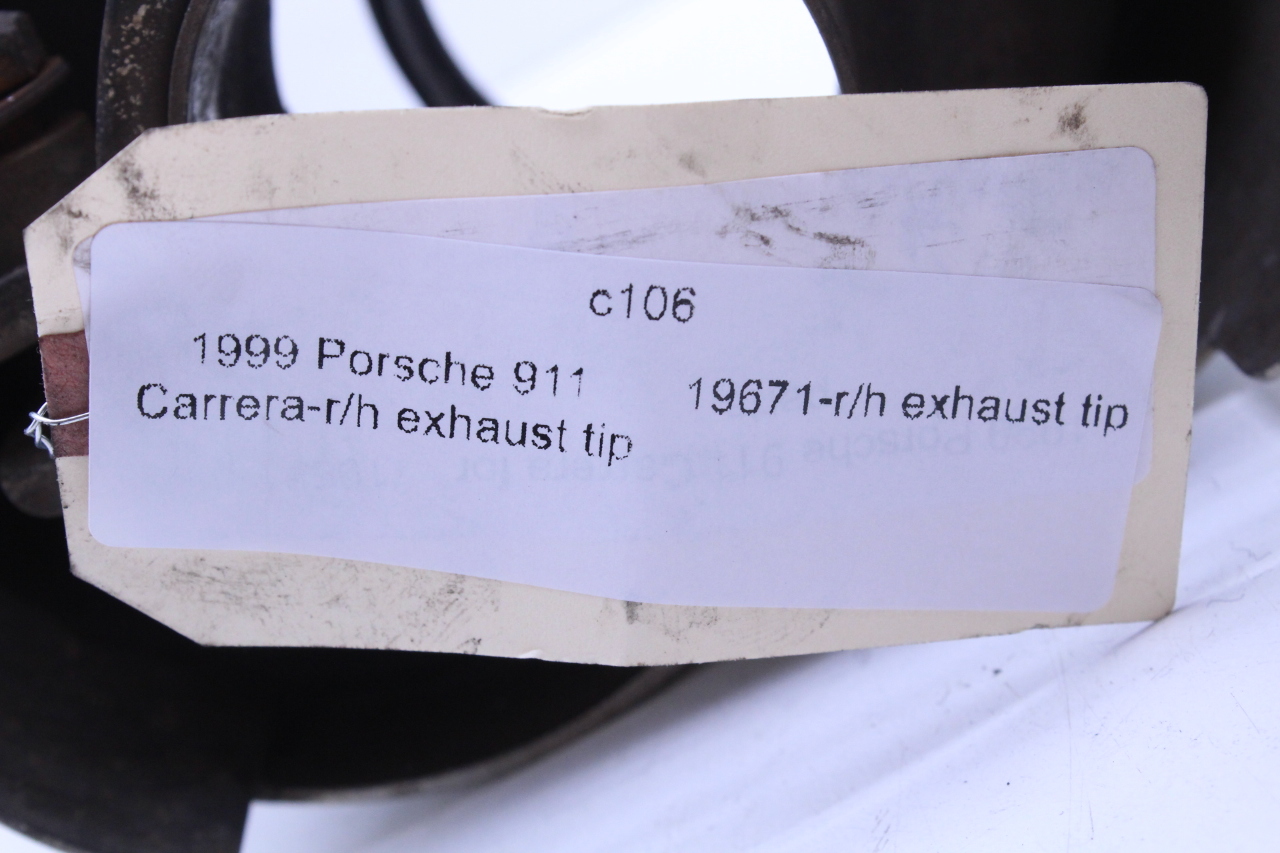 c106
1999 Porsche 911
Carrera-r/h exhaust tip
19671-r/h exhaust tip